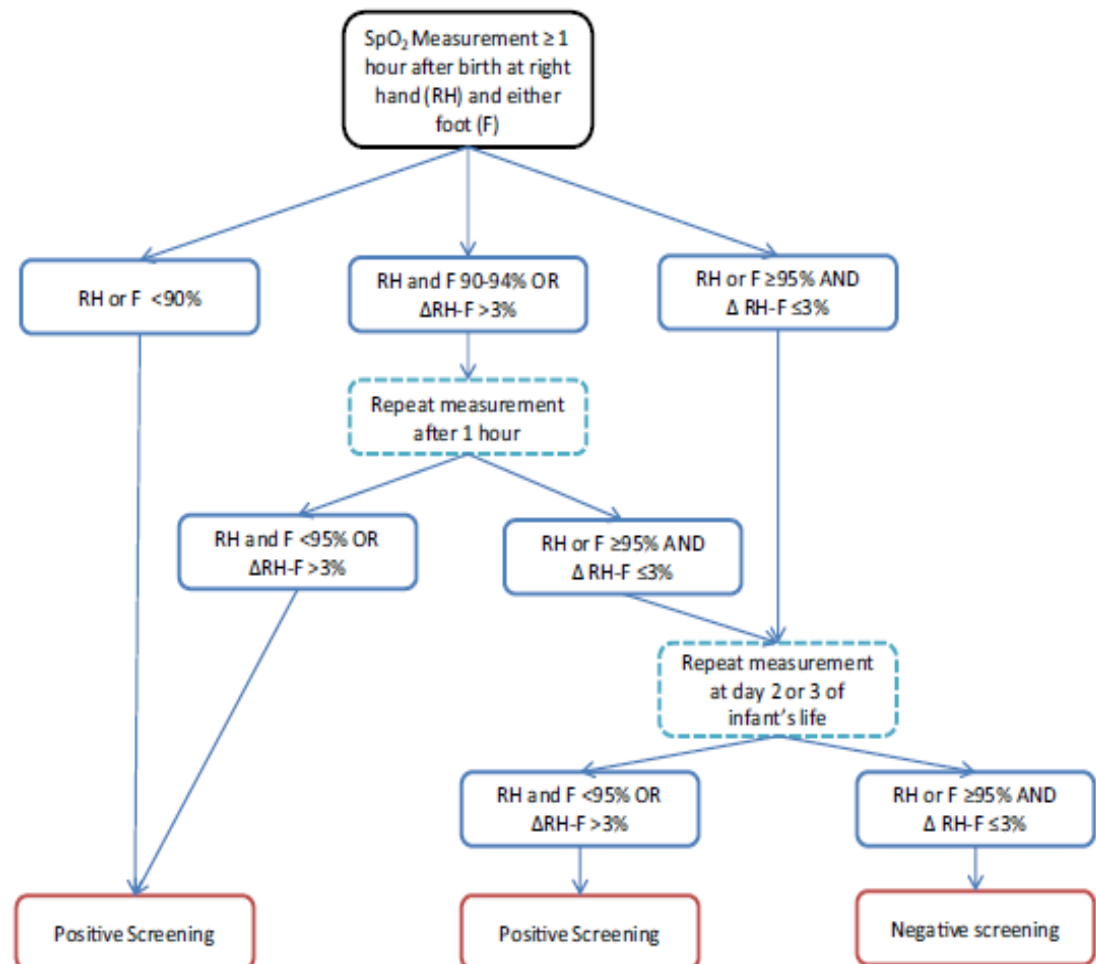 SpO₂ Measurement ≥ 1
hour after birth at right
hand (RH) and either
foot (F)
RH or F <90%
RH and F 90-94% OR
ΔRH-F >3%
RH or F ≥95% AND
Δ RH-F ≤3%
Repeat measurement
after 1 hour
RH and F <95% OR
ΔRH-F >3%
RH or F ≥95% AND
Δ RH-F ≤3%
Repeat measurement
at day 2 or 3 of
infant's life
RH and F <95% OR
ΔRH-F >3%
RH or F ≥95% AND
Δ RH-F ≤3%
Positive Screening
Positive Screening
Negative screening